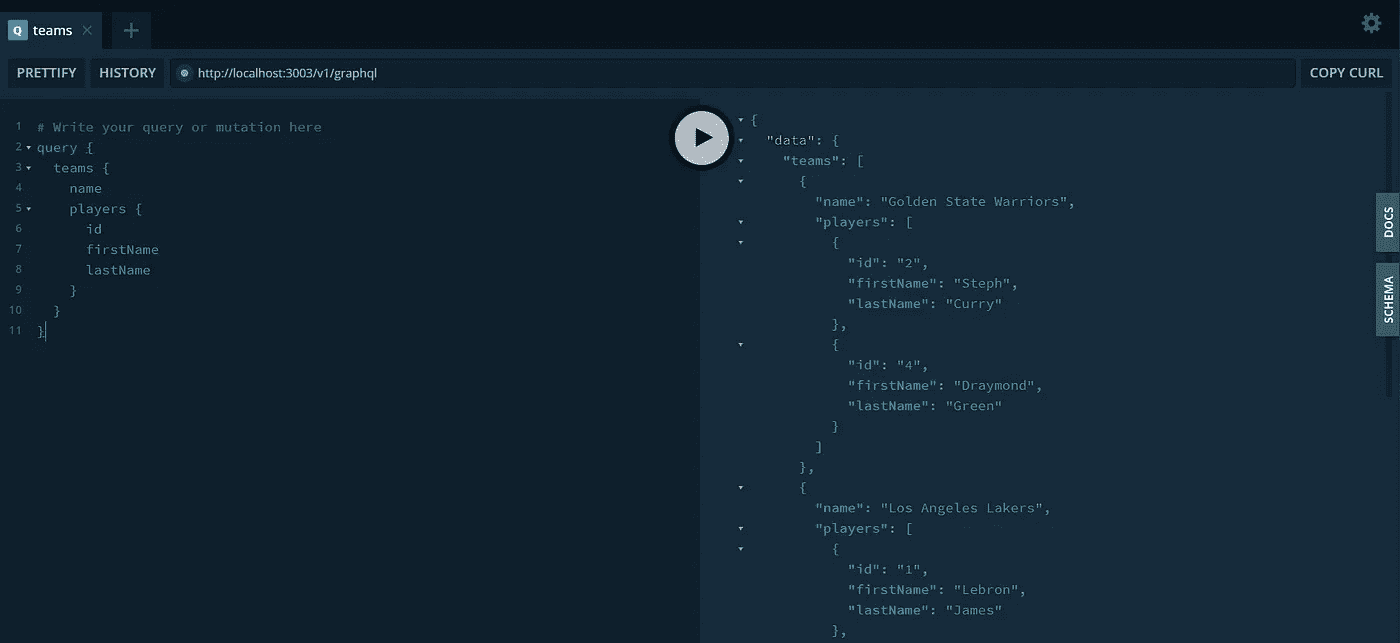 Q teams
PRETTIFY HISTORY http://localhost:3003/v1/graphql COPY CURL
1 # Write your query or mutation here
2 query {
3 teams {
4 name
5 players {
6 id
7 firstName
8 lastName
9 }
10 }
11 }
{
"data": {
"teams": [
{
"name": "Golden State Warriors",
"players": [
{
"id": "2",
"firstName": "Steph",
"lastName": "Curry"
},
{
"id": "4",
"firstName": "Draymond",
"lastName": "Green"
}
]
},
{
"name": "Los Angeles Lakers",
"players": [
{
"id": "1",
"firstName": "Lebron",
"lastName": "James"
},
DOCS
SCHEMA